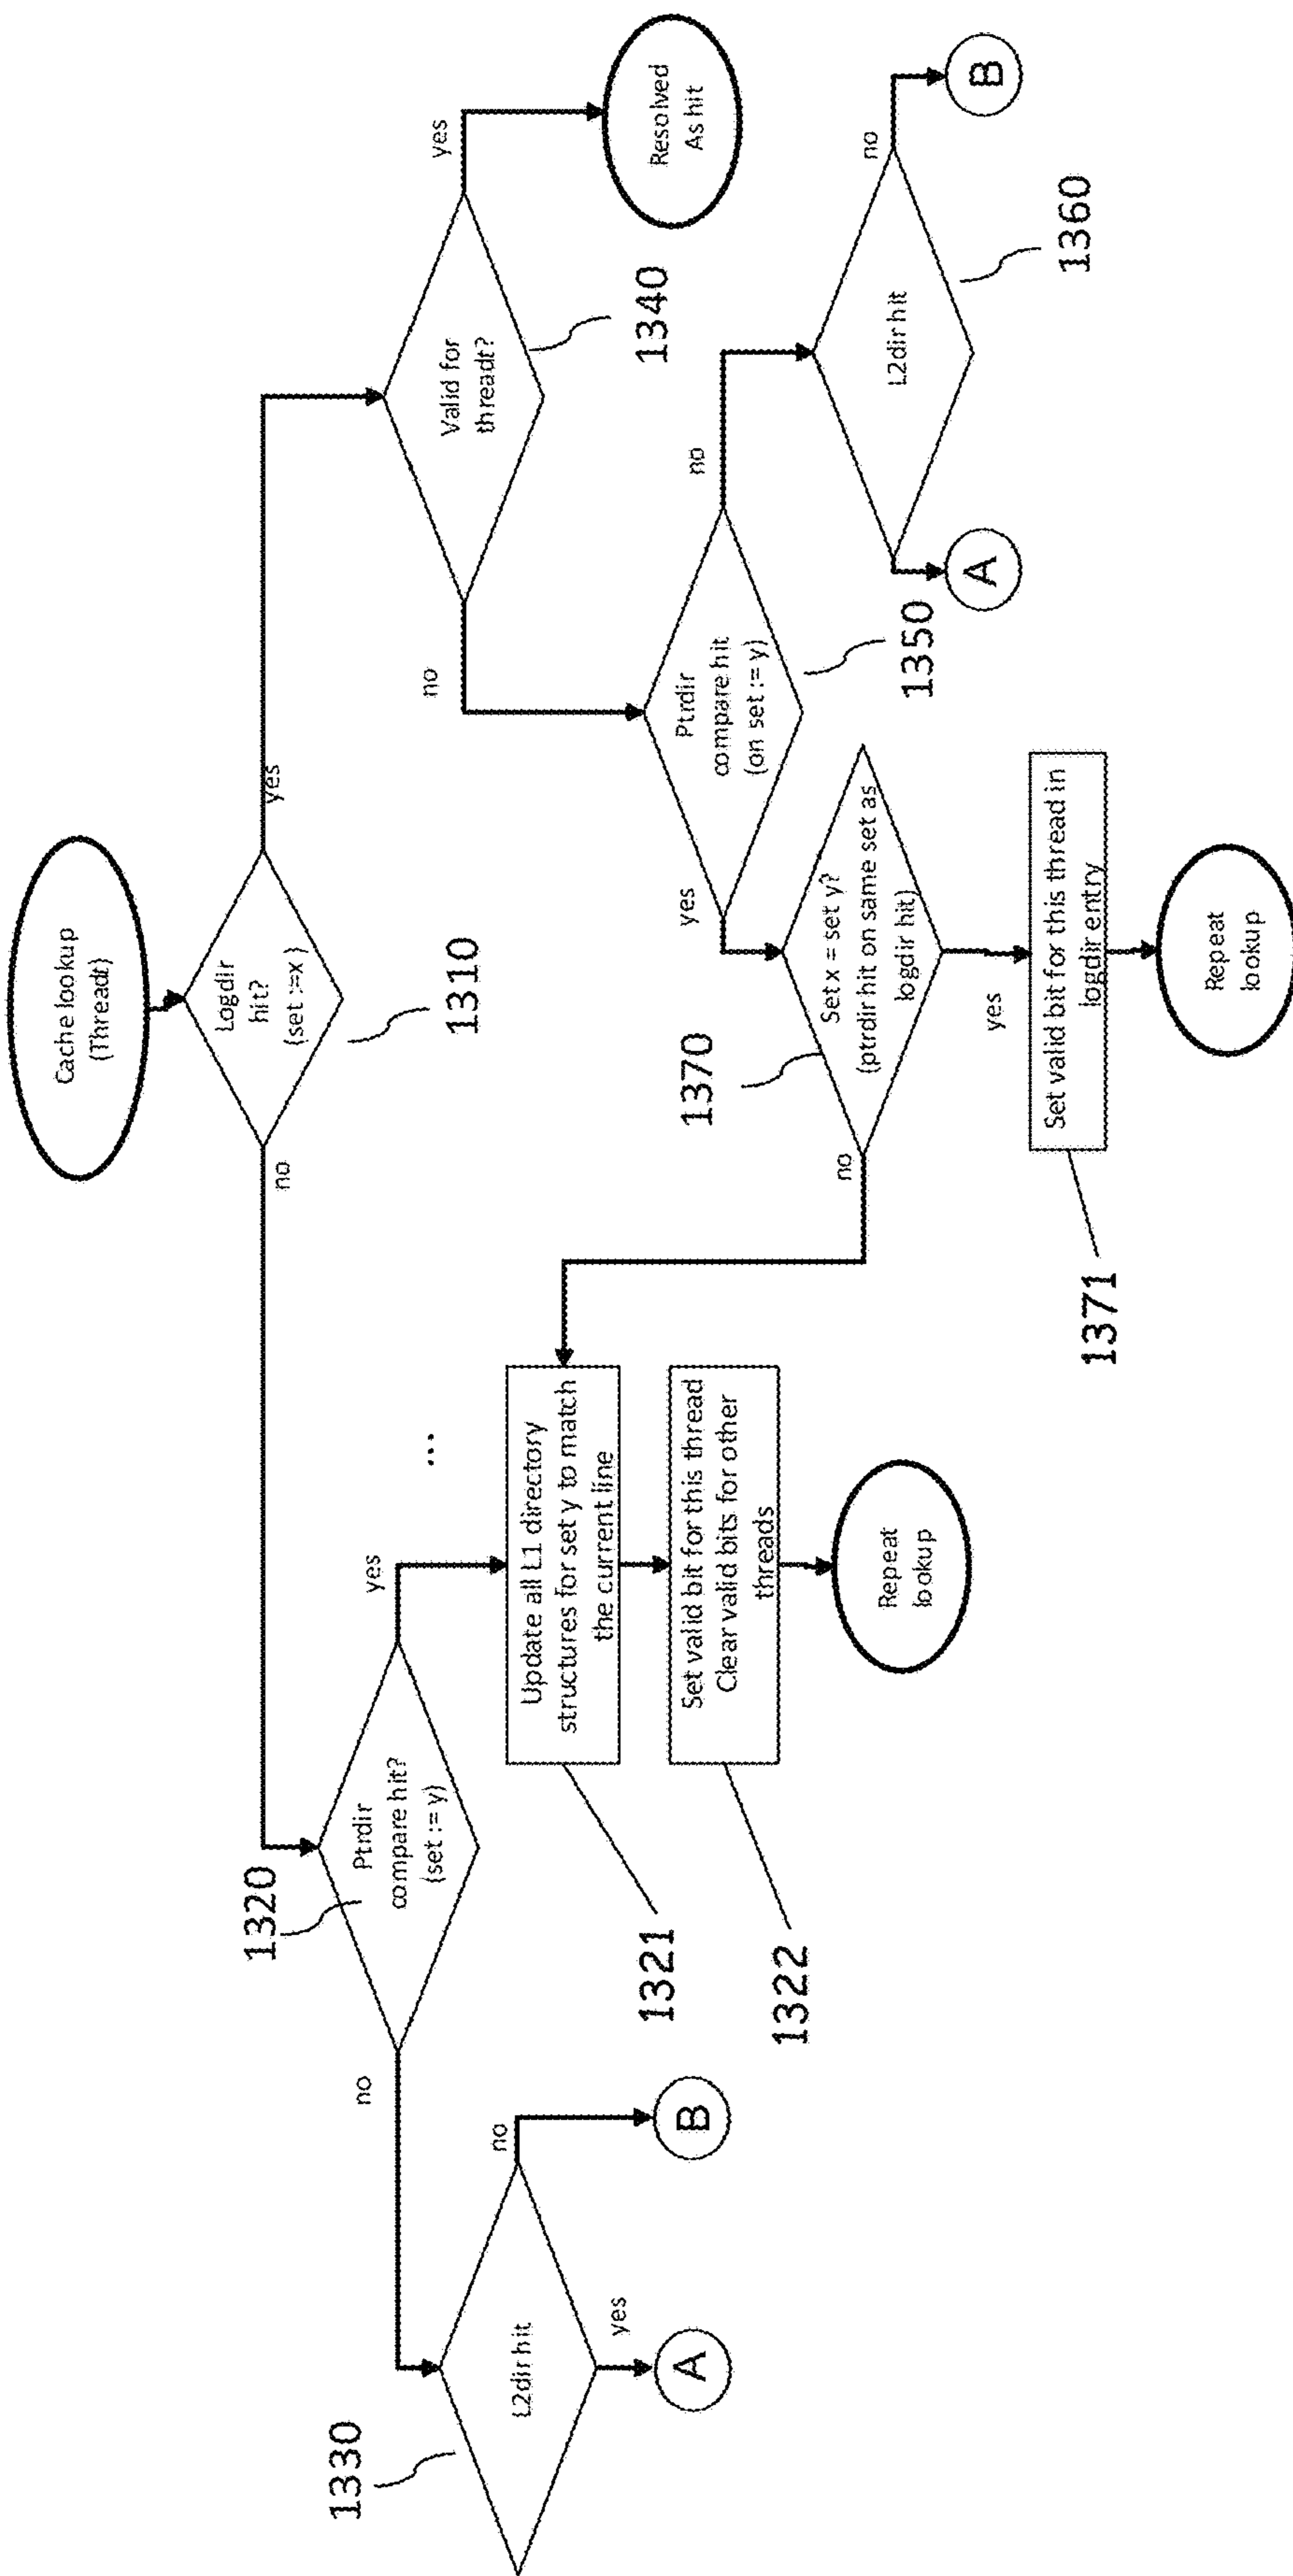 Cache lookup
(Threadt)
Logdir
hit?
(set :=x )
1310
no
yes
1320
Ptrdir
compare hit?
(set := y)
no
yes
1330
L2dir hit
no
yes
A
B
...
Update all L1 directory
structures for set y to match
the current line
1321
Set valid bit for this thread
Clear valid bits for other
threads
1322
Repeat
lookup
Valid for
threadt?
1340
no
yes
Resolved
As hit
Ptrdir
compare hit
(on set := y)
1350
yes
no
L2dir hit
1360
no
A
B
1370
Set x = set y?
(ptrdir hit on same set as
logdir hit)
no
yes
Set valid bit for this thread in
logdir entry
1371
Repeat
lookup